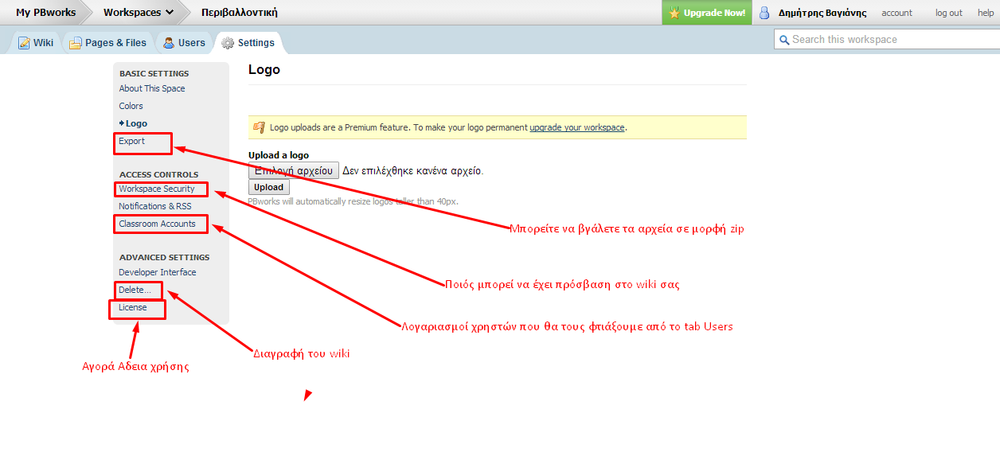 My PBworks Workspaces Περιβαλλοντική Upgrade Now! Δημήτρης Βαγιάνης account log out help
Wiki Pages & Files Users Settings Search this workspace
BASIC SETTINGS
About This Space
Colors
Logo
Export
ACCESS CONTROLS
Workspace Security
Notifications & RSS
Classroom Accounts
ADVANCED SETTINGS
Developer Interface
Delete...
License
Logo
Logo uploads are a Premium feature. To make your logo permanent upgrade your workspace.
Upload a logo
Επιλογή αρχείου Δεν επιλέχθηκε κανένα αρχείο.
Upload
PBworks will automatically resize logos taller than 40px.
Μπορείτε να βγάλετε τα αρχεία σε μορφή zip
Ποιός μπορεί να έχει πρόσβαση στο wiki σας
Λογαριασμοί χρηστών που θα τους φτιάξουμε από το tab Users
Διαγραφή του wiki
Αγορά Αδεια χρήσης